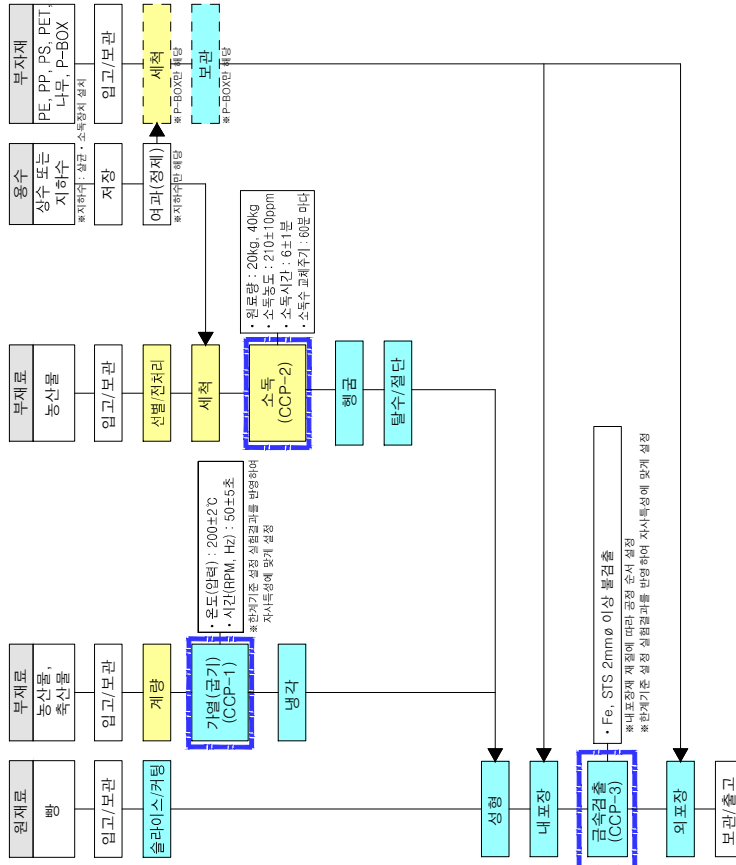 원재료
빵
입고/보관
슬라이스/커팅
부재료
농산물,
축산물
입고/보관
계량
가열(굽기)
(CCP-1)
• 온도(압력) : 200±2℃
• 시간(RPM, Hz) : 50±5초
※한계기준 설정 실험결과를 반영하여
자사특성에 맞게 설정
냉각
부재료
농산물
입고/보관
선별/전처리
세척
소독
(CCP-2)
• 원료량 : 20kg, 40kg
• 소독농도 : 210±10ppm
• 소독시간 : 6±1분
• 소독수 교체주기 : 60분 마다
헹굼
탈수/절단
용수
상수 또는
지하수
※지하수 : 살균・소독장치 설치
저장
여과(정제)
※지하수만 해당
부자재
PE, PP, PS, PET,
나무, P-BOX
입고/보관
세척
※P-BOX만 해당
보관
※P-BOX만 해당
성형
내포장
금속검출
(CCP-3)
• Fe, STS 2mmø 이상 불검출
※내포장재 재질에 따라 공정 순서 설정
※한계기준 설정 실험결과를 반영하여 자사특성에 맞게 설정
외포장
보관/출고